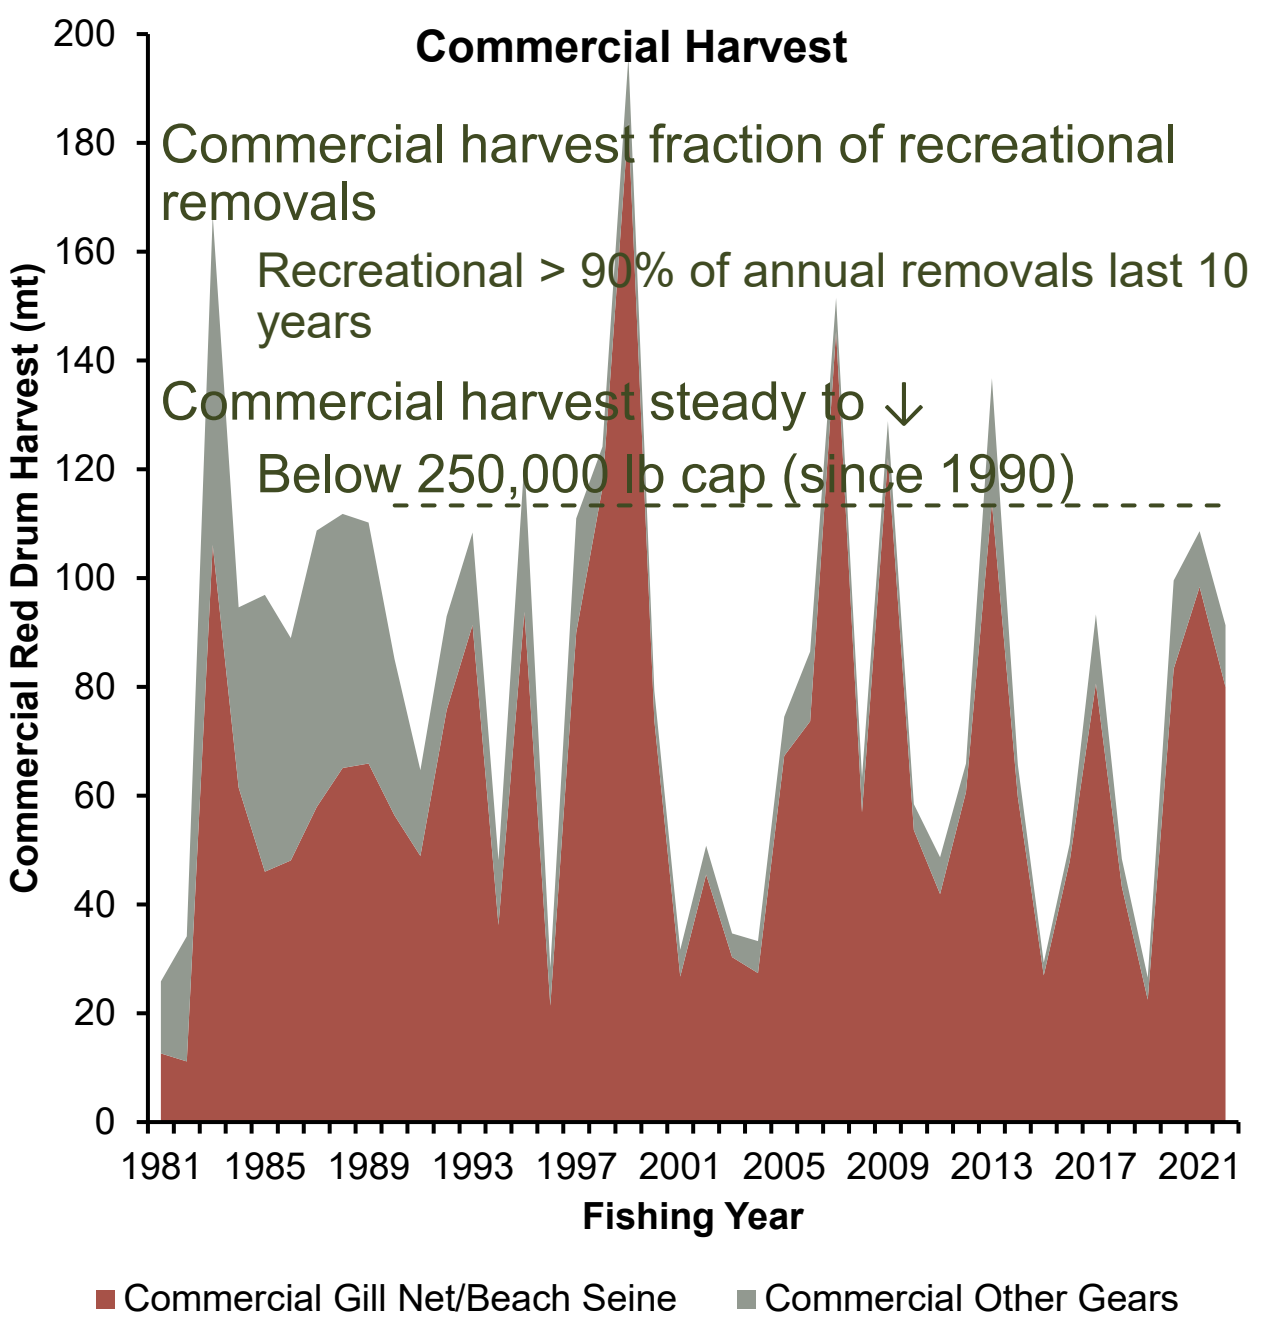 Commercial Harvest
Commercial harvest fraction of recreational
removals
Recreational > 90% of annual removals last 10
years
Commercial harvest steady to ↓
Below 250,000 lb cap (since 1990)
Commercial Red Drum Harvest (mt)
200
180
160
140
120
100
80
60
40
20
0
1981 1985 1989 1993 1997 2001 2005 2009 2013 2017 2021
Fishing Year
Commercial Gill Net/Beach Seine Commercial Other Gears